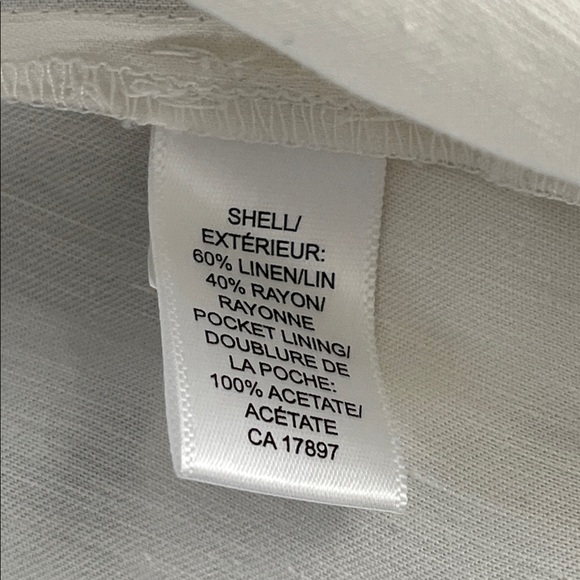 SHELL/
EXTÉRIEUR:
60% LINEN/LIN
40% RAYON/
RAYONNE
POCKET LINING/
DOUBLURE DE
LA POCHE:
100% ACETATE/
ACÉTATE
CA 17897